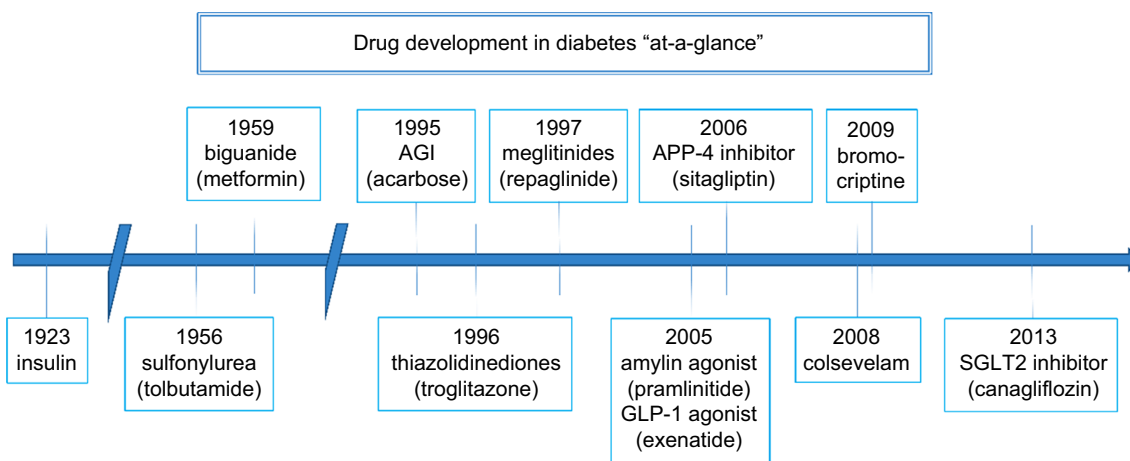 Drug development in diabetes “at-a-glance”
1959
biguanide
(metformin)
1995
AGI
(acarbose)
1997
meglitinides
(repaglinide)
2006
APP-4 inhibitor
(sitagliptin)
2009
bromo-
criptine
1923
insulin
1956
sulfonylurea
(tolbutamide)
1996
thiazolidinediones
(troglitazone)
2005
amylin agonist
(pramlinitide)
GLP-1 agonist
(exenatide)
2008
colsevelam
2013
SGLT2 inhibitor
(canagliflozin)